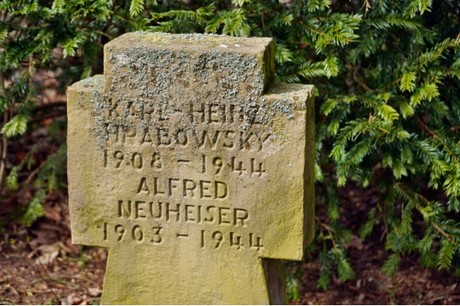 KARL-HEINZ
HRABOWSKY
1908 - 1944
ALFRED
NEUHEISER
1903 - 1944